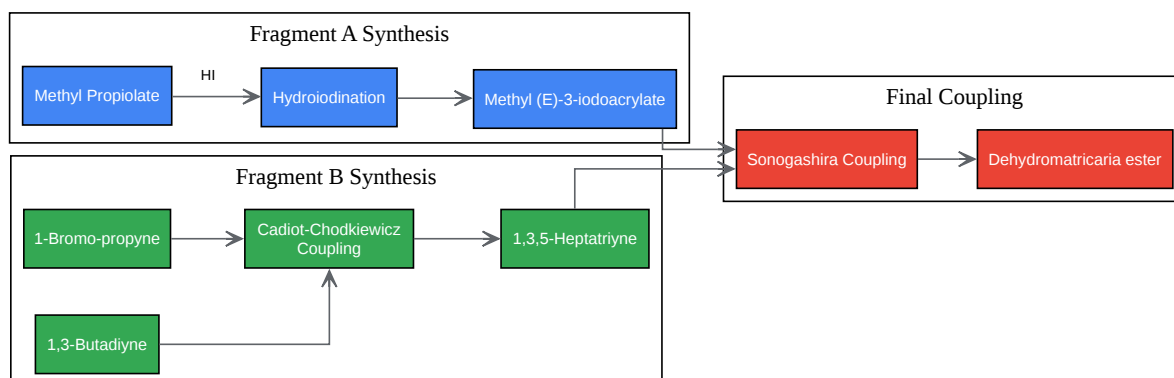 Fragment A Synthesis
Methyl Propiolate
HI
Hydroiodination
Methyl (E)-3-iodoacrylate
Fragment B Synthesis
1-Bromo-propyne
Cadiot-Chodkiewicz
Coupling
1,3,5-Heptatriyne
1,3-Butadiyne
Final Coupling
Sonogashira Coupling
Dehydromatricaria ester